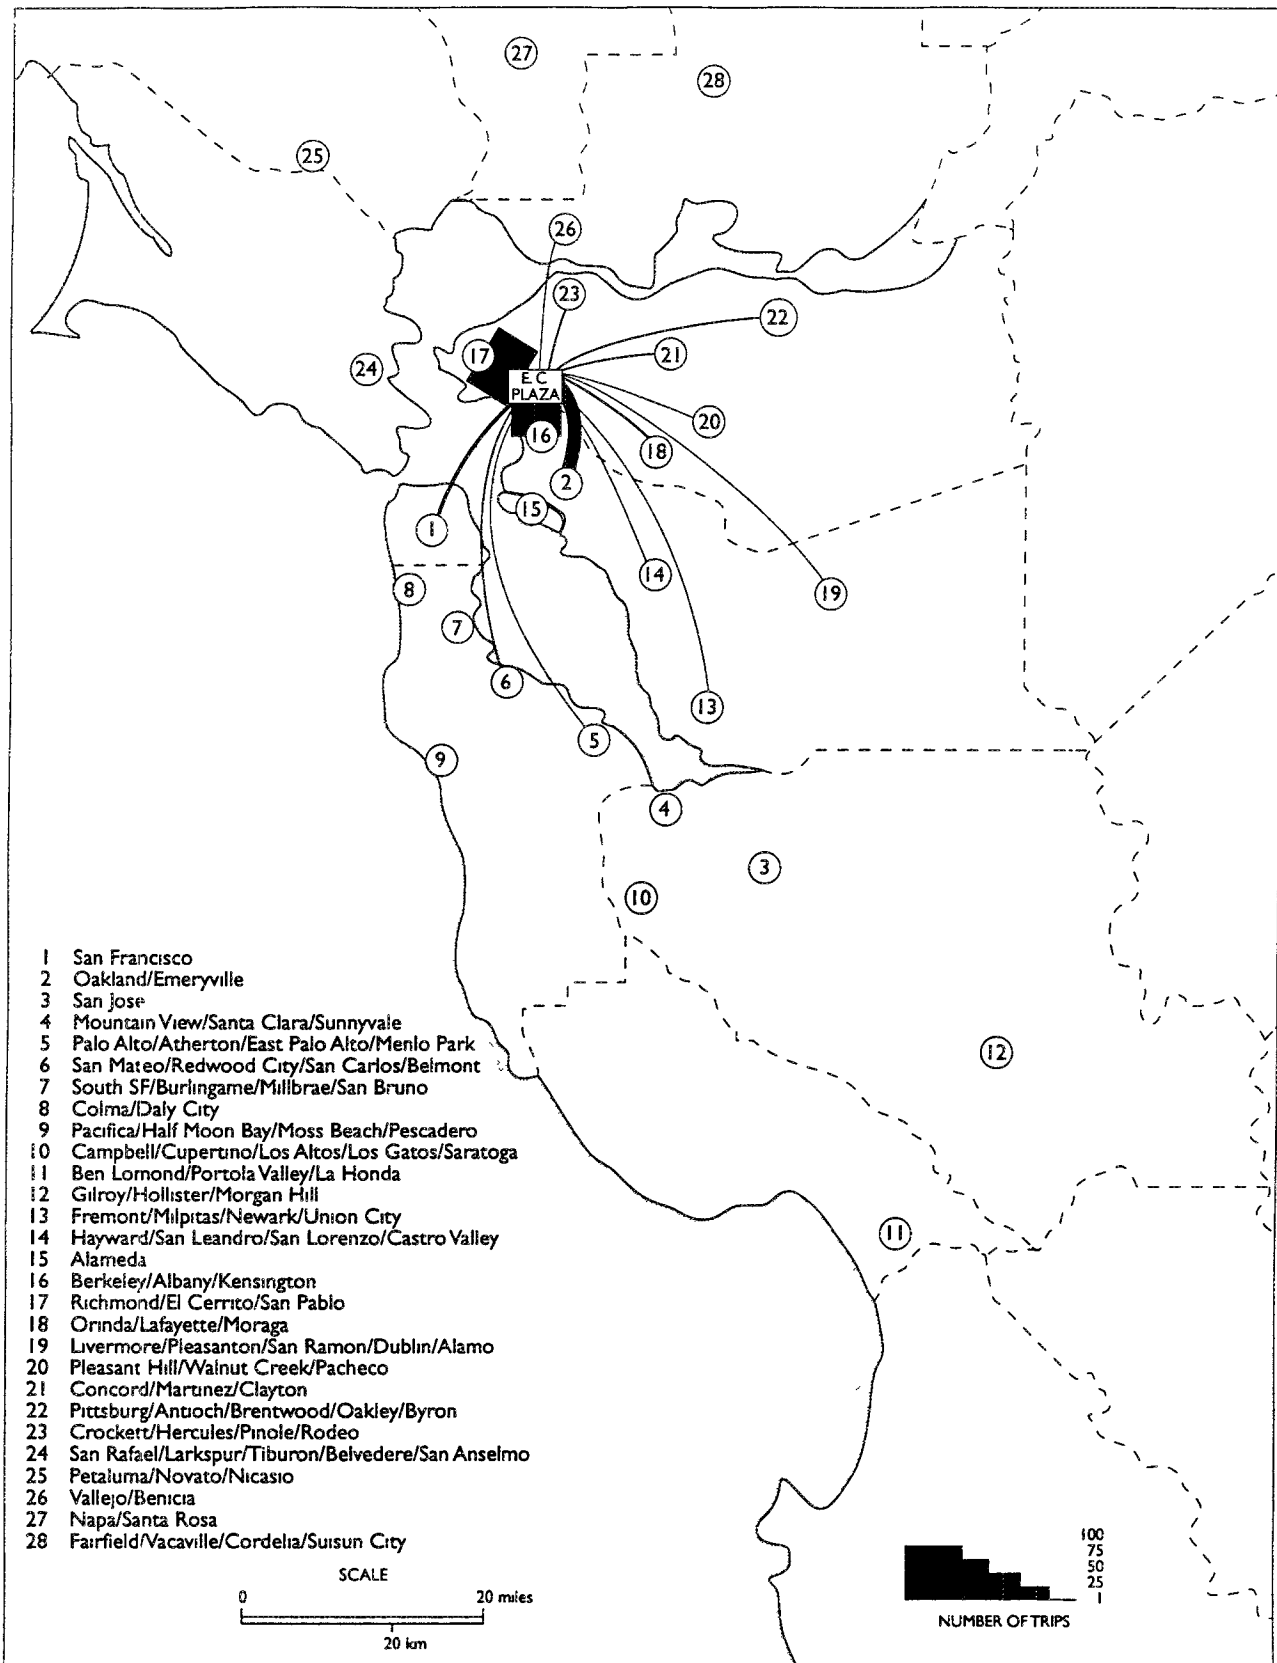 27
28
25
26
23
22
17
21
24
E. C
PLAZA
20
16
18
2
15
1
14
8
19
7
6
13
5
9
4
3
10
12
11
1 San Francisco
2 Oakland/Emeryville
3 San Jose
4 Mountain View/Santa Clara/Sunnyvale
5 Palo Alto/Atherton/East Palo Alto/Menlo Park
6 San Mateo/Redwood City/San Carlos/Belmont
7 South SF/Burlingame/Millbrae/San Bruno
8 Colma/Daly City
9 Pacifica/Half Moon Bay/Moss Beach/Pescadero
10 Campbell/Cupertino/Los Altos/Los Gatos/Saratoga
11 Ben Lomond/Portola Valley/La Honda
12 Gilroy/Hollister/Morgan Hill
13 Fremont/Milpitas/Newark/Union City
14 Hayward/San Leandro/San Lorenzo/Castro Valley
15 Alameda
16 Berkeley/Albany/Kensington
17 Richmond/El Cerrito/San Pablo
18 Orinda/Lafayette/Moraga
19 Livermore/Pleasanton/San Ramon/Dublin/Alamo
20 Pleasant Hill/Walnut Creek/Pacheco
21 Concord/Martinez/Clayton
22 Pittsburg/Antioch/Brentwood/Oakley/Byron
23 Crockett/Hercules/Pinole/Rodeo
24 San Rafael/Larkspur/Tiburon/Belvedere/San Anselmo
25 Petaluma/Novato/Nicasio
26 Vallejo/Benicia
27 Napa/Santa Rosa
28 Fairfield/Vacaville/Cordelia/Suisun City
SCALE
0 20 miles
20 km
100
75
50
25
1
NUMBER OF TRIPS